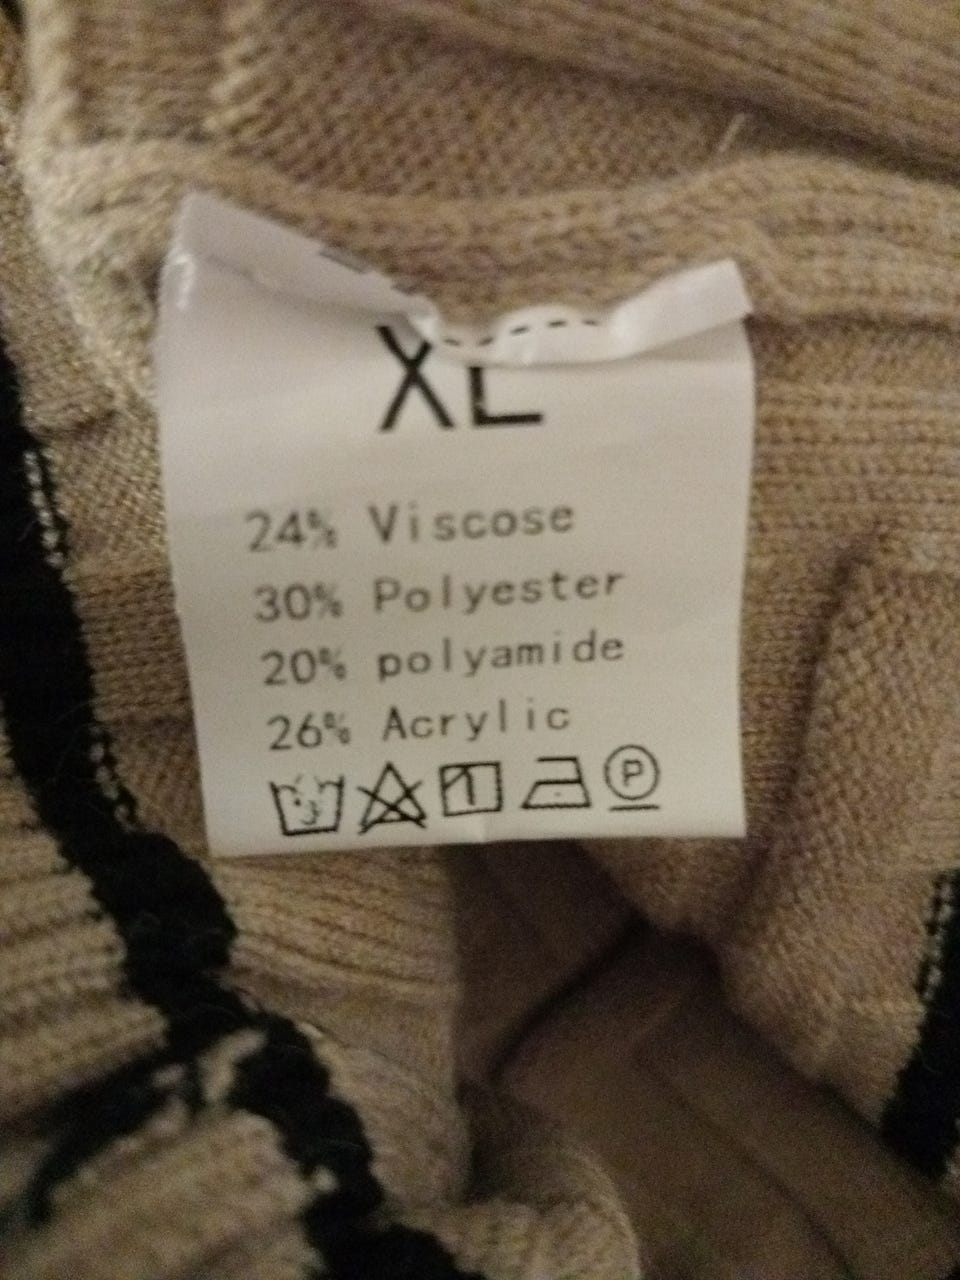 XL
24% Viscose
30% Polyester
20% polyamide
26% Acrylic
P